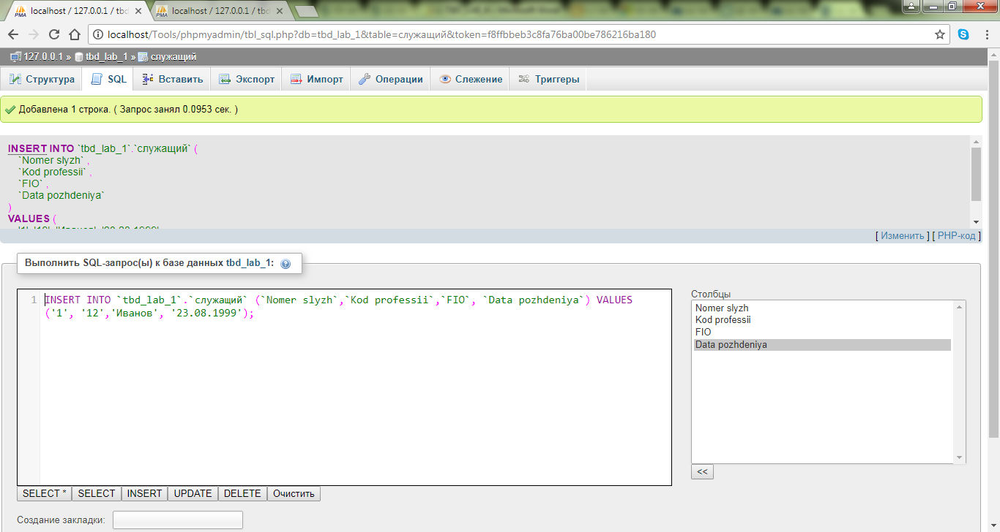 localhost / 127.0.0.1 / tbd
localhost / 127.0.0.1 / tbd
localhost/Tools/phpmyadmin/tbl_sql.php?db=tbd_lab_1&table=служащий&token=f8ffbbeb3c8fa76ba00be786216ba180
127.0.0.1 » tbd_lab_1 » служащий
Структура SQL Вставить Экспорт Импорт Операции Слежение Триггеры
Добавлена 1 строка. ( Запрос занял 0.0953 сек. )
INSERT INTO `tbd_lab_1`.`служащий` (
`Nomer slyzh` ,
`Kod professii` ,
`FIO` ,
`Data pozhdeniya`
)
VALUES (
[ Изменить ] [ PHP-код ]
Выполнить SQL-запрос(ы) к базе данных tbd_lab_1:
1 INSERT INTO `tbd_lab_1`.`служащий` (`Nomer slyzh`,`Kod professii`,`FIO`, `Data pozhdeniya`) VALUES
('1', '12','Иванов', '23.08.1999');
Столбцы
Nomer slyzh
Kod professii
FIO
Data pozhdeniya
<<
SELECT * SELECT INSERT UPDATE DELETE Очистить
Создание закладки: